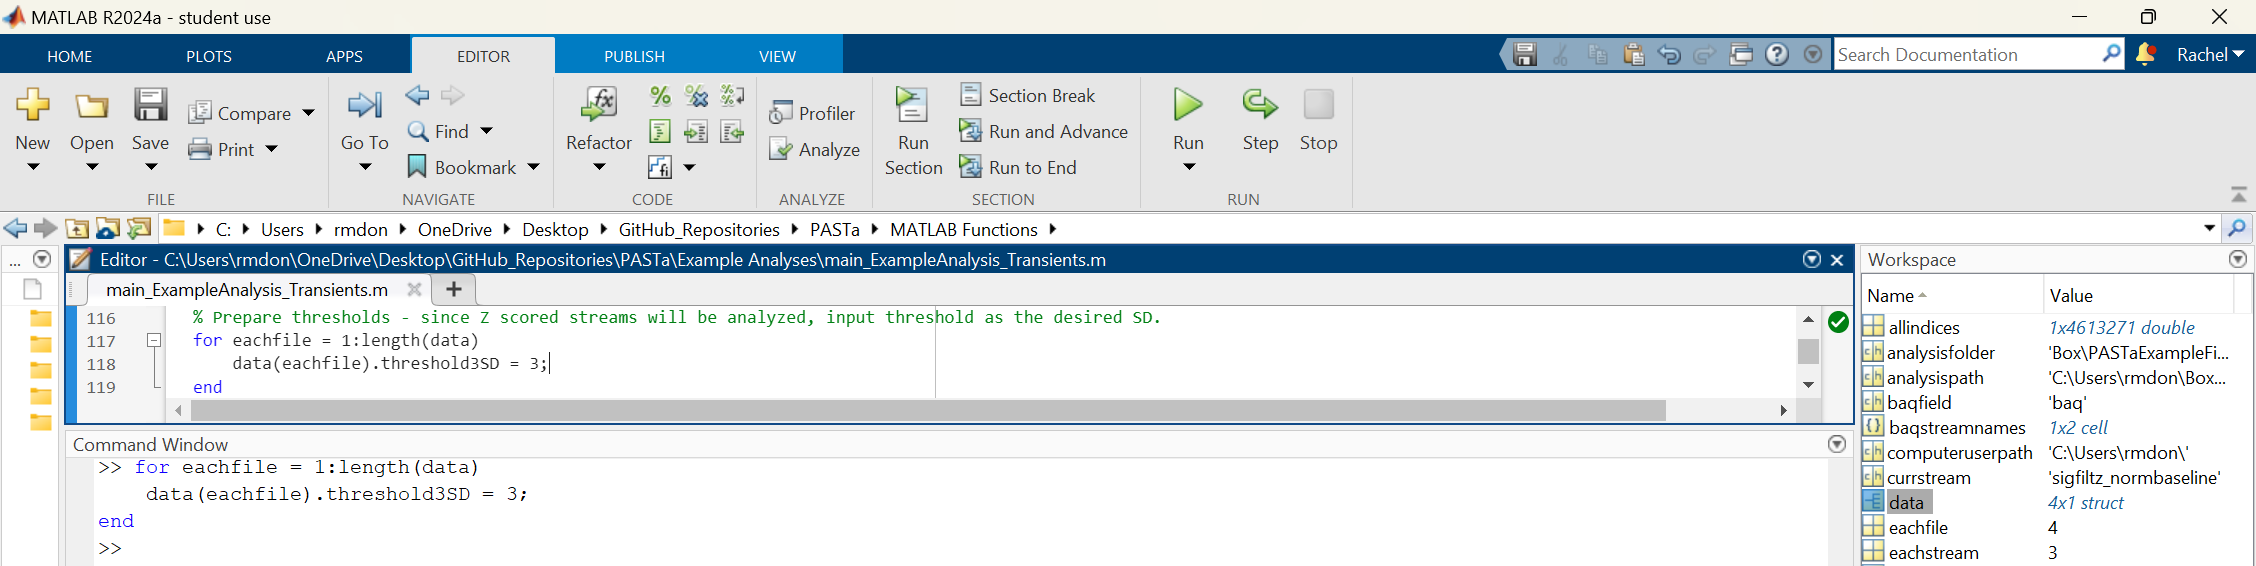 MATLAB R2024a - student use
HOME PLOTS APPS EDITOR PUBLISH VIEW Search Documentation Rachel
New Open Save Compare Print
FILE
Go To Find Bookmark
NAVIGATE
Refactor
fx
fi
CODE
Profiler
Analyze
ANALYZE
Run Section
Section Break
Run and Advance
Run to End
SECTION
Run Step Stop
RUN
C: Users rmdon OneDrive Desktop GitHub_Repositories PASTa MATLAB Functions
...
Editor - C:\Users\rmdon\OneDrive\Desktop\GitHub_Repositories\PASTa\Example Analyses\main_ExampleAnalysis_Transients.m
main_ExampleAnalysis_Transients.m
116 % Prepare thresholds - since Z scored streams will be analyzed, input threshold as the desired SD.
117 for eachfile = 1:length(data)
118 data(eachfile).threshold3SD = 3;
119 end
Command Window
>> for eachfile = 1:length(data)
data(eachfile).threshold3SD = 3;
end
>>
Workspace
Name Value
allindices 1x4613271 double
analysisfolder 'Box\PASTaExampleFi...
analysispath 'C:\Users\rmdon\Box...
baqfield 'baq'
baqstreamnames 1x2 cell
computeruserpath 'C:\Users\rmdon\'
currstream 'sigfiltz_normbaseline'
data 4x1 struct
eachfile 4
eachstream 3